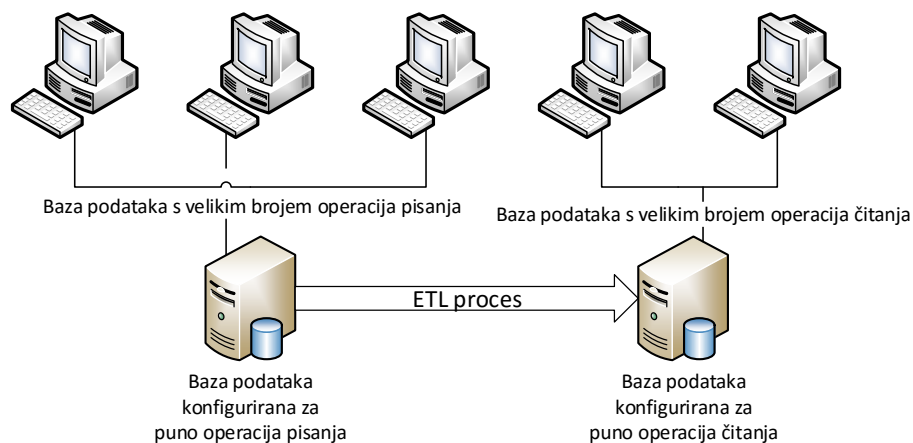 Baza podataka s velikim brojem operacija pisanja
Baza podataka s velikim brojem operacija čitanja
ETL proces
Baza podataka
konfigurirana za
puno operacija pisanja
Baza podataka
konfigurirana za
puno operacija čitanja